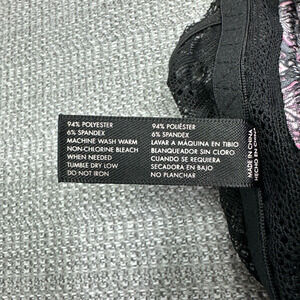 94% POLYESTER
6% SPANDEX
MACHINE WASH WARM
NON-CHLORINE BLEACH
WHEN NEEDED
TUMBLE DRY LOW
DO NOT IRON
94% POLIÉSTER
6% SPANDEX
LAVAR A MÁQUINA EN TIBIO
BLANQUEADOR SIN CLORO
CUANDO SE REQUIERA
SECADORA EN BAJO
NO PLANCHAR
MADE IN CHINA
HECHO EN CHINA